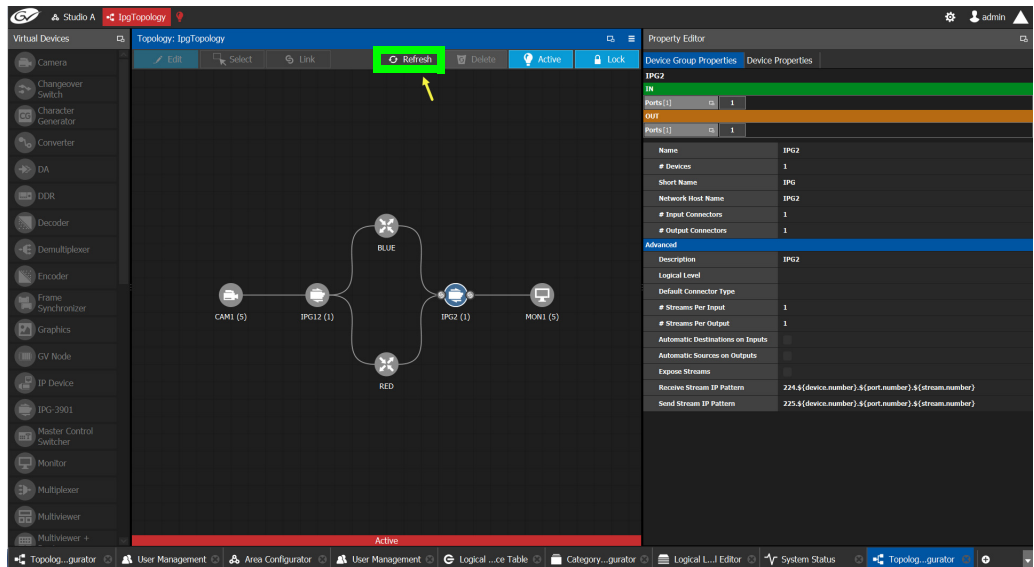 GV Studio A IpgTopology admin
Virtual Devices
Topology: IpgTopology
Property Editor
Edit Select Link Refresh Delete Active Lock
Camera
Changeover
Switch
CG Character
Generator
Converter
DA
DDR
Decoder
Demultiplexer
Encoder
Frame
Synchronizer
Graphics
GV Node
IP Device
IPG-3901
Master Control
Switcher
Monitor
Multiplexer
Multiviewer
Multiviewer +
BLUE
CAM1 (5) IPG12 (1) IPG2 (1) MON1 (5)
RED
Active
Device Group Properties Device Properties
IPG2
IN
Ports [1] 1
OUT
Ports [1] 1
Name IPG2
# Devices 1
Short Name IPG
Network Host Name IPG2
# Input Connectors 1
# Output Connectors 1
Advanced
Description IPG2
Logical Level
Default Connector Type
# Streams Per Input 1
# Streams Per Output 1
Automatic Destinations on Inputs
Automatic Sources on Outputs
Expose Streams
Receive Stream IP Pattern 224.${device.number}.${port.number}.${stream.number}
Send Stream IP Pattern 225.${device.number}.${port.number}.${stream.number}
Topolog...gurator User Management Area Configurator User Management Logical ...ce Table Category...gurator Logical L...l Editor System Status Topolog...gurator